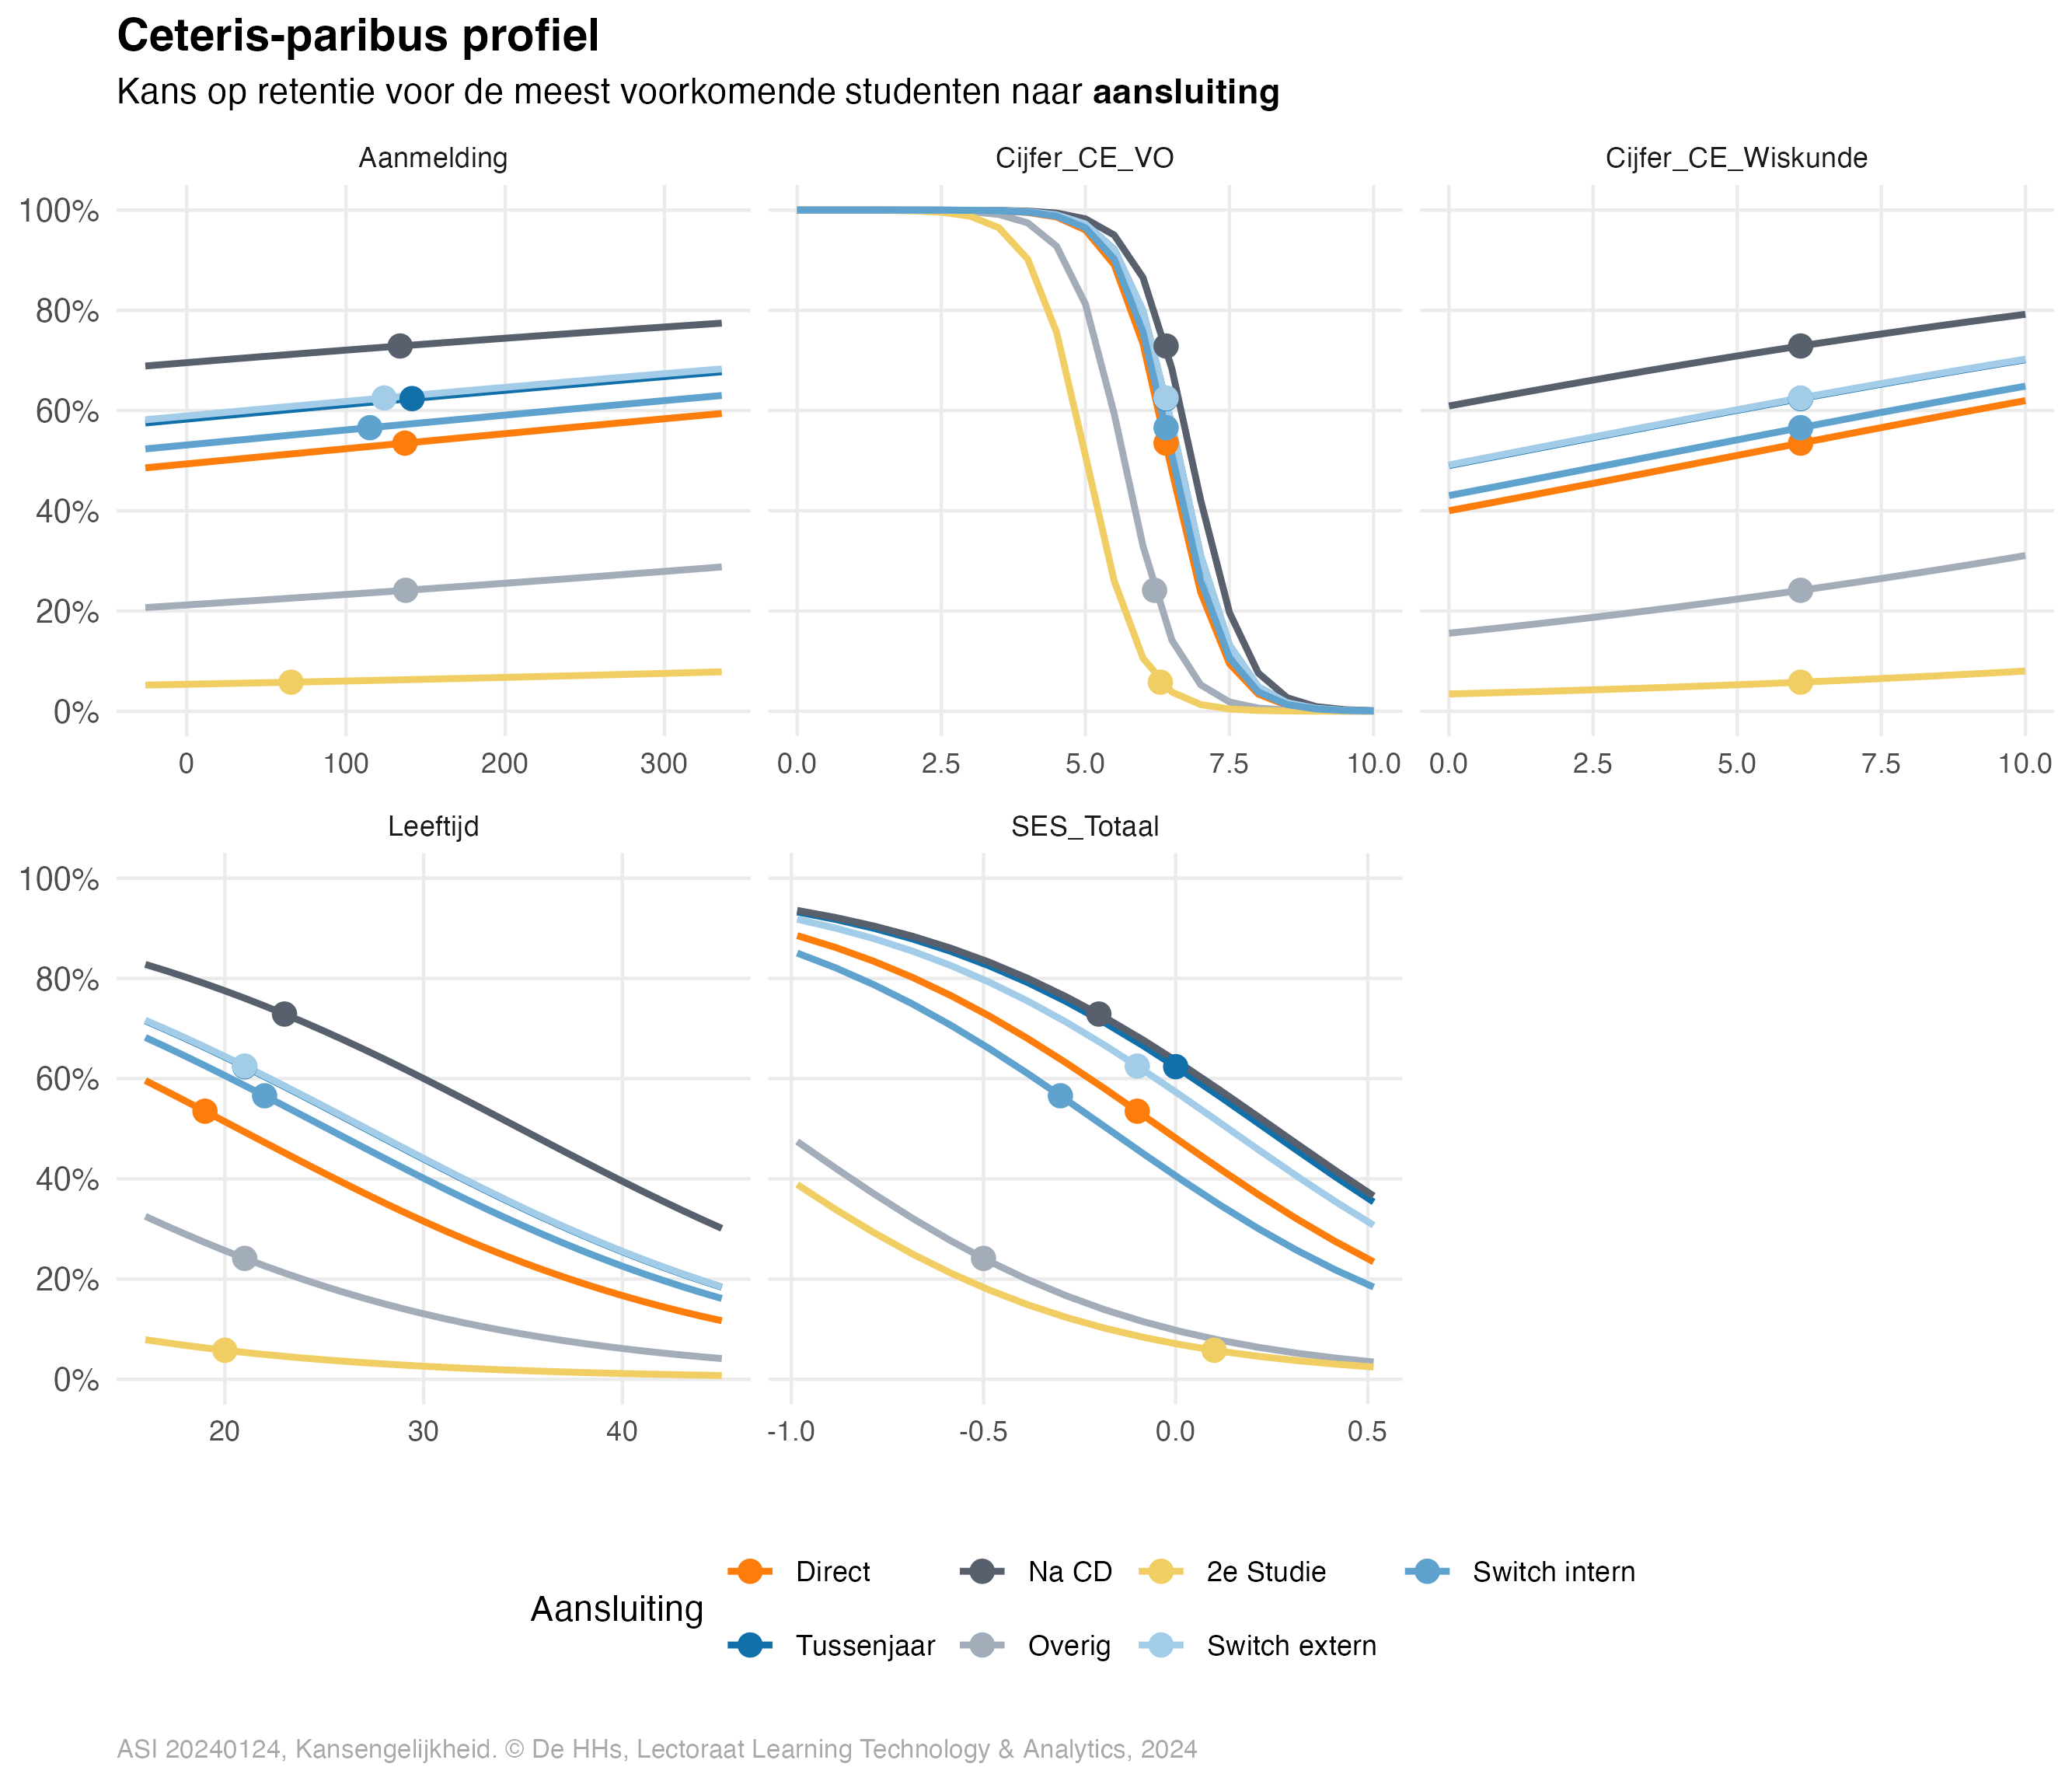 Ceteris-paribus profiel
Kans op retentie voor de meest voorkomende studenten naar aansluiting
Aanmelding
Cijfer_CE_VO
Cijfer_CE_Wiskunde
100%
80%
60%
40%
20%
0%
0 100 200 300
0.0 2.5 5.0 7.5 10.0
0.0 2.5 5.0 7.5 10.0
Leeftijd
SES_Totaal
100%
80%
60%
40%
20%
0%
20 30 40
-1.0 -0.5 0.0 0.5
Aansluiting
Direct Na CD 2e Studie Switch intern
Tussenjaar Overig Switch extern
ASI 20240124, Kansengelijkheid. © De HHs, Lectoraat Learning Technology & Analytics, 2024